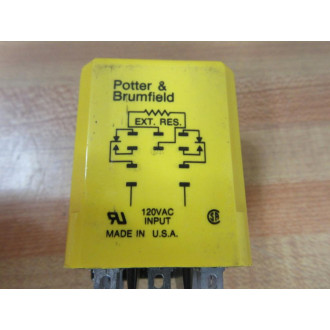 Potter &
Brumfield
EXT. RES.
120VAC
INPUT
MADE IN U.S.A.